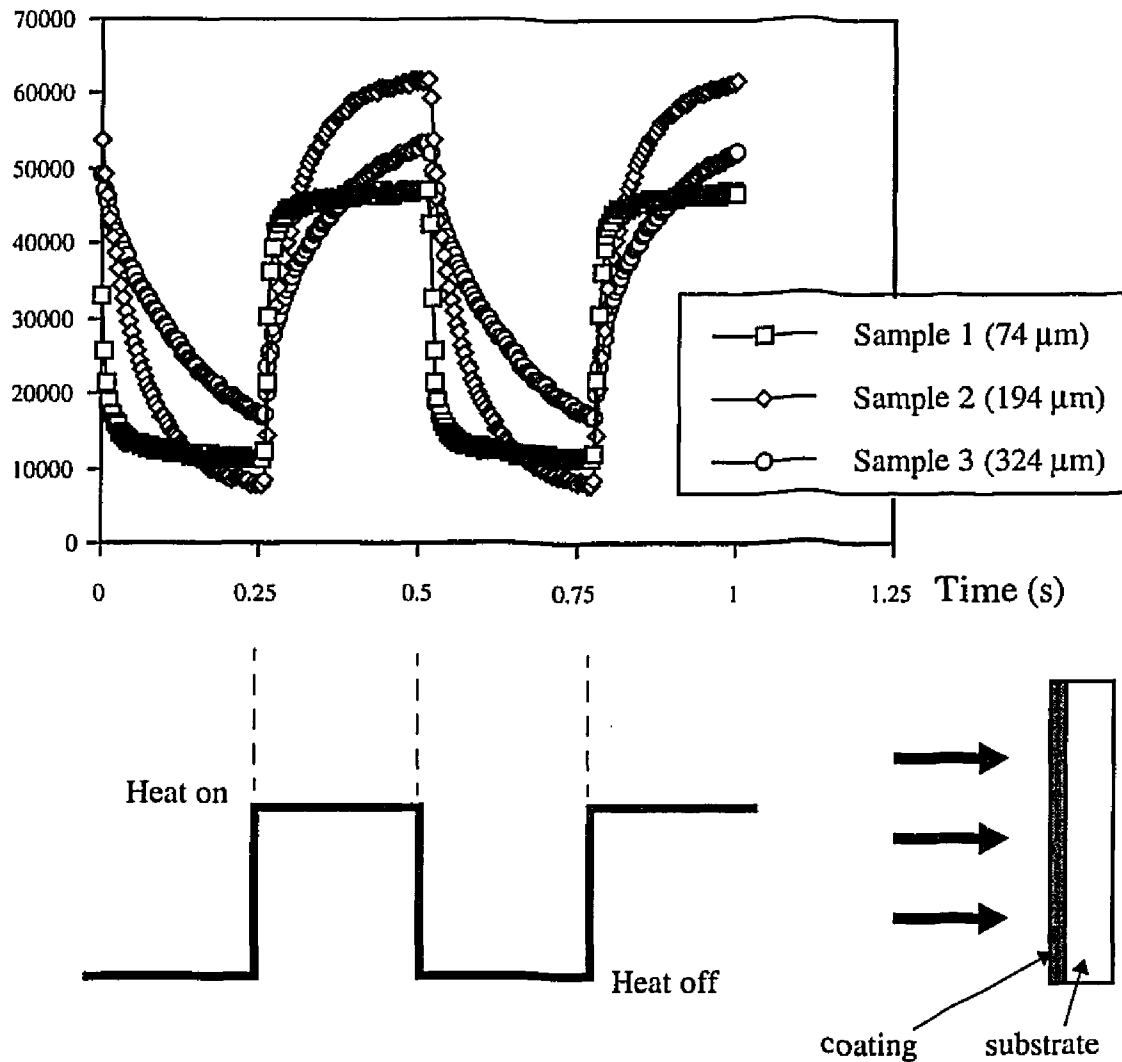 70000
60000
50000
40000
30000
20000
10000
0
0 0.25 0.5 0.75 1 1.25 Time (s)
Sample 1 (74 μm)
Sample 2 (194 μm)
Sample 3 (324 μm)
Heat on
Heat off
coating substrate